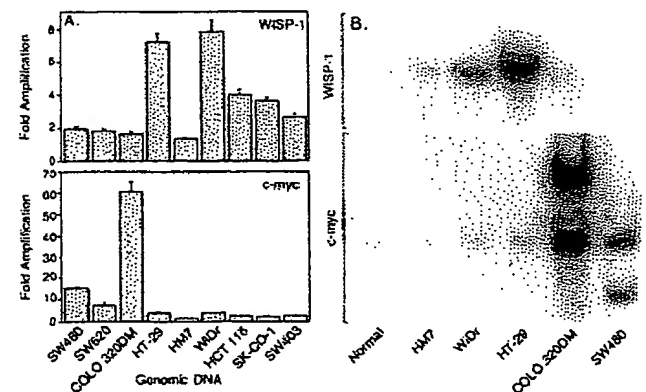 A.
WISP-1
Fold Amplification
8
6
4
2
0
c-myc
Fold Amplification
70
60
50
40
30
20
10
0
SW480
SW620
COLO 320DM
HT-29
HM7
WiDr
HCT 116
SK-CO-1
SW403
Genomic DNA
B.
WISP-1
c-myc
Normal
HM7
WiDr
HT-29
COLO 320DM
SW480